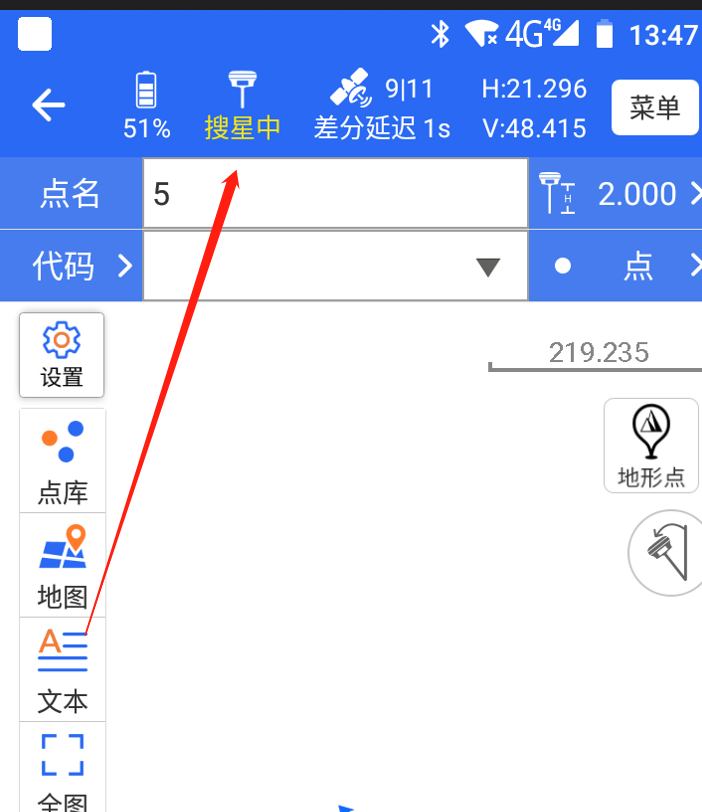 4G 4G 13:47
51% 搜星中 9|11 差分延迟 1s H:21.296 V:48.415 菜单
点名 5 H 2.000
代码 点
设置
219.235
点库
地形点
地图
A
文本
全图